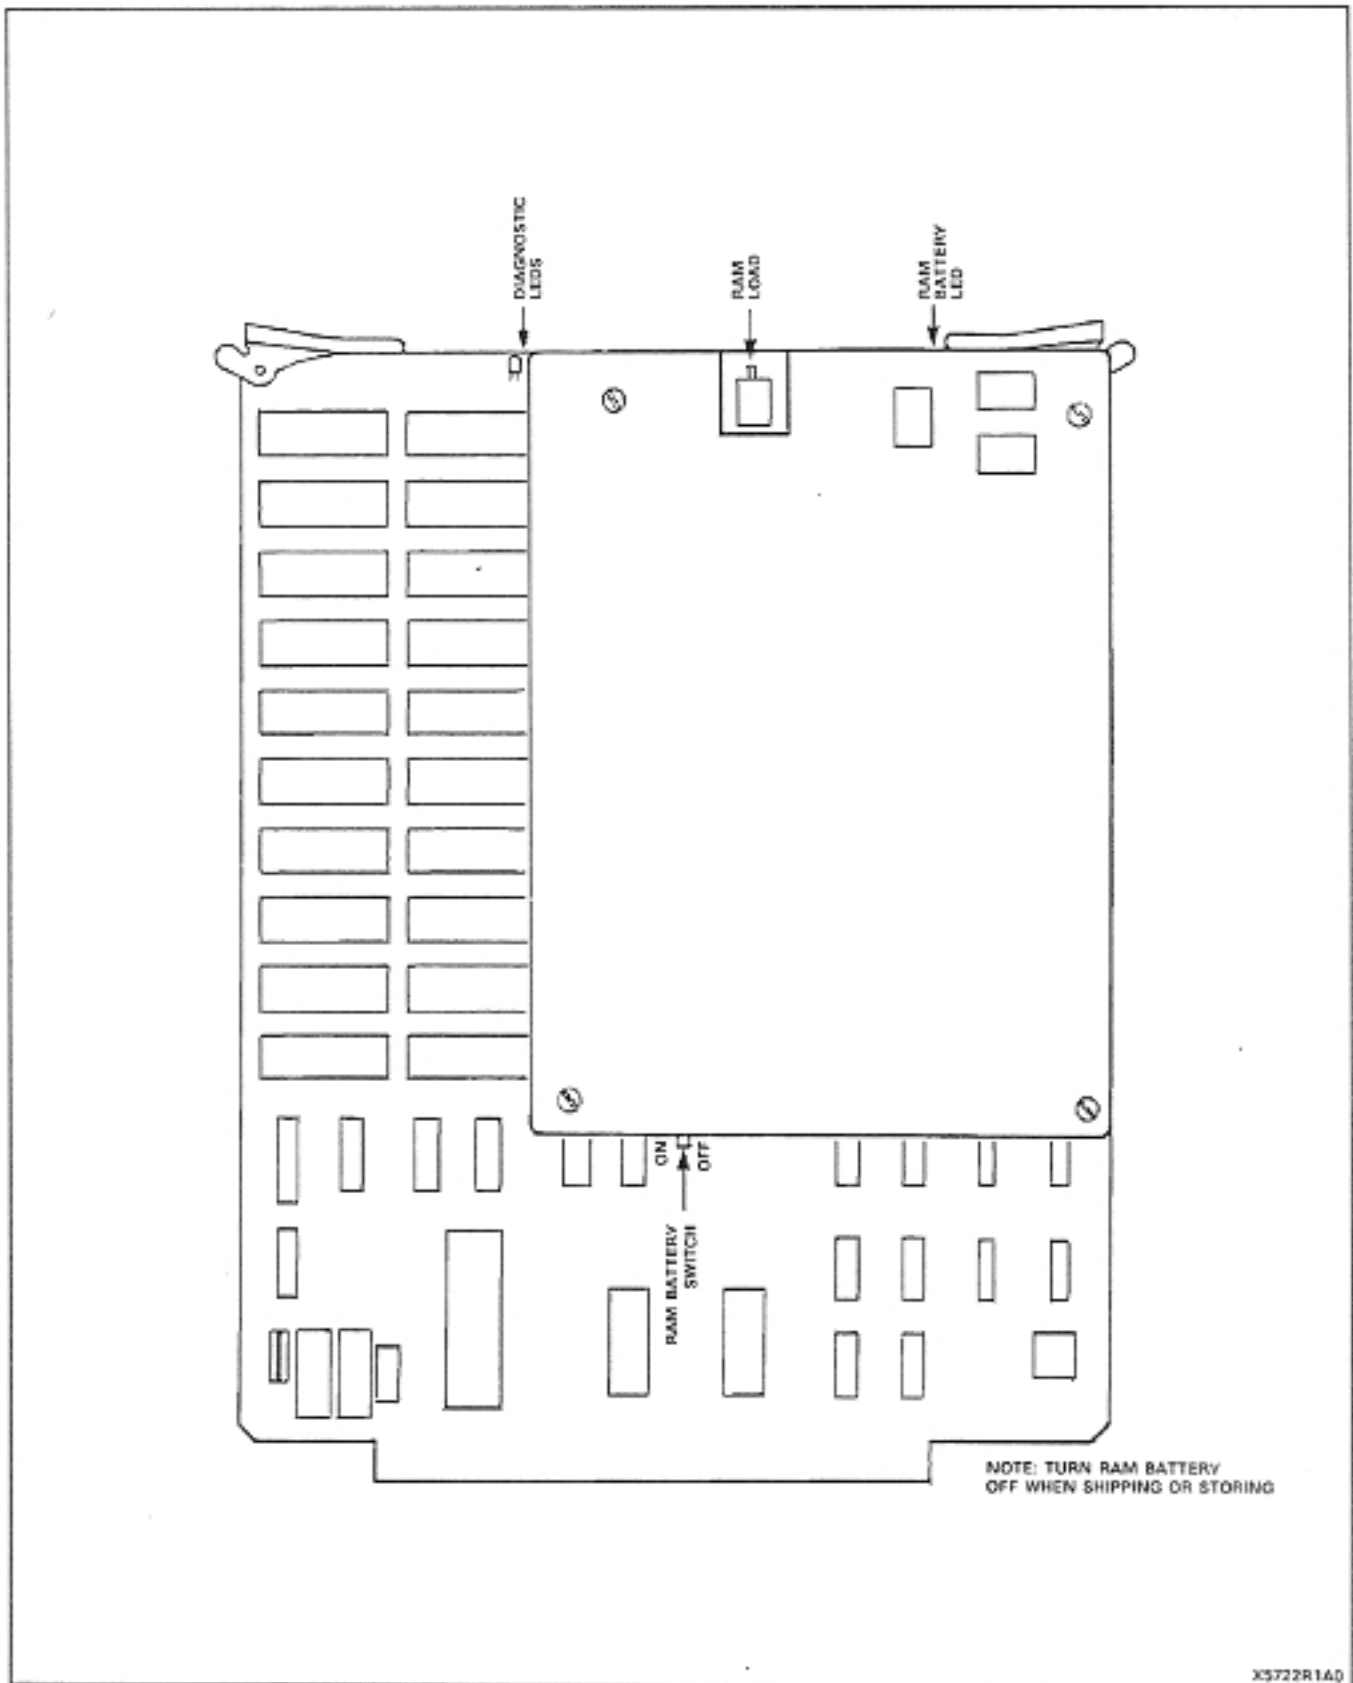 DIAGNOSTIC
LEDS
RAM
LOAD
RAM
BATTERY
LED
ON
OFF
RAM BATTERY
SWITCH
NOTE: TURN RAM BATTERY
OFF WHEN SHIPPING OR STORING
X5722R1A0